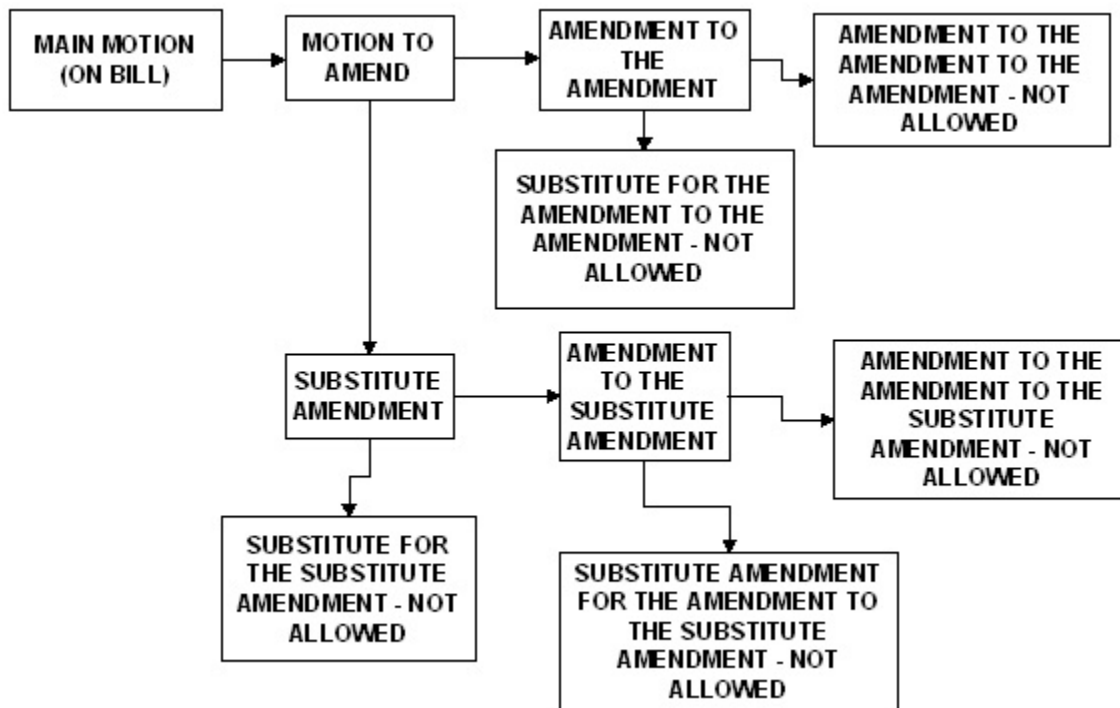 MAIN MOTION
(ON BILL)
MOTION TO
AMEND
AMENDMENT TO
THE
AMENDMENT
AMENDMENT TO THE
AMENDMENT TO THE
AMENDMENT - NOT
ALLOWED
SUBSTITUTE FOR THE
AMENDMENT TO THE
AMENDMENT - NOT
ALLOWED
SUBSTITUTE
AMENDMENT
AMENDMENT
TO THE
SUBSTITUTE
AMENDMENT
AMENDMENT TO THE
AMENDMENT TO THE
SUBSTITUTE
AMENDMENT - NOT
ALLOWED
SUBSTITUTE FOR
THE SUBSTITUTE
AMENDMENT - NOT
ALLOWED
SUBSTITUTE AMENDMENT
FOR THE AMENDMENT TO
THE SUBSTITUTE
AMENDMENT - NOT
ALLOWED